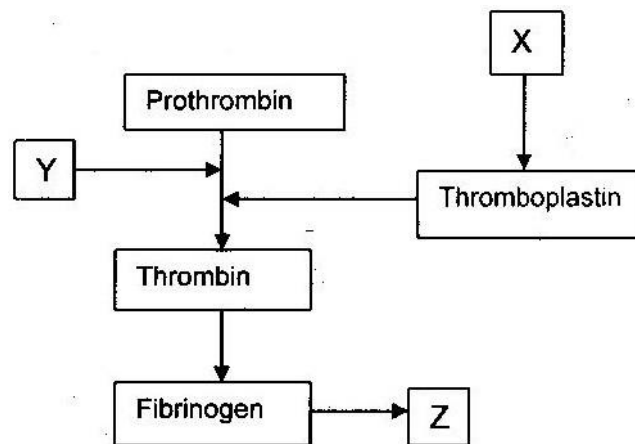 X
Prothrombin
Y
Thromboplastin
Thrombin
Fibrinogen
Z